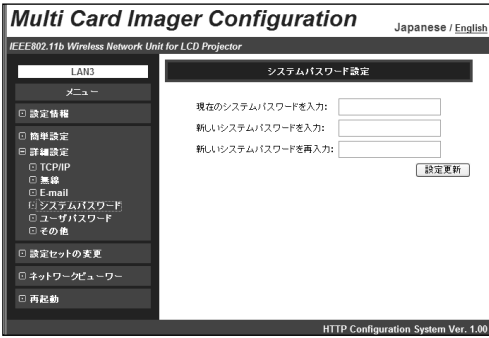 Multi Card Imager Configuration
Japanese / English
IEEE802.11b Wireless Network Unit for LCD Projector
LAN3
メニュー
設定情報
簡単設定
詳細設定
TCP/IP
無線
E-mail
システムパスワード
ユーザパスワード
その他
設定セットの変更
ネットワークビューワー
再起動
システムパスワード設定
現在のシステムパスワードを入力:
新しいシステムパスワードを入力:
新しいシステムパスワードを再入力:
設定更新
HTTP Configuration System Ver. 1.00